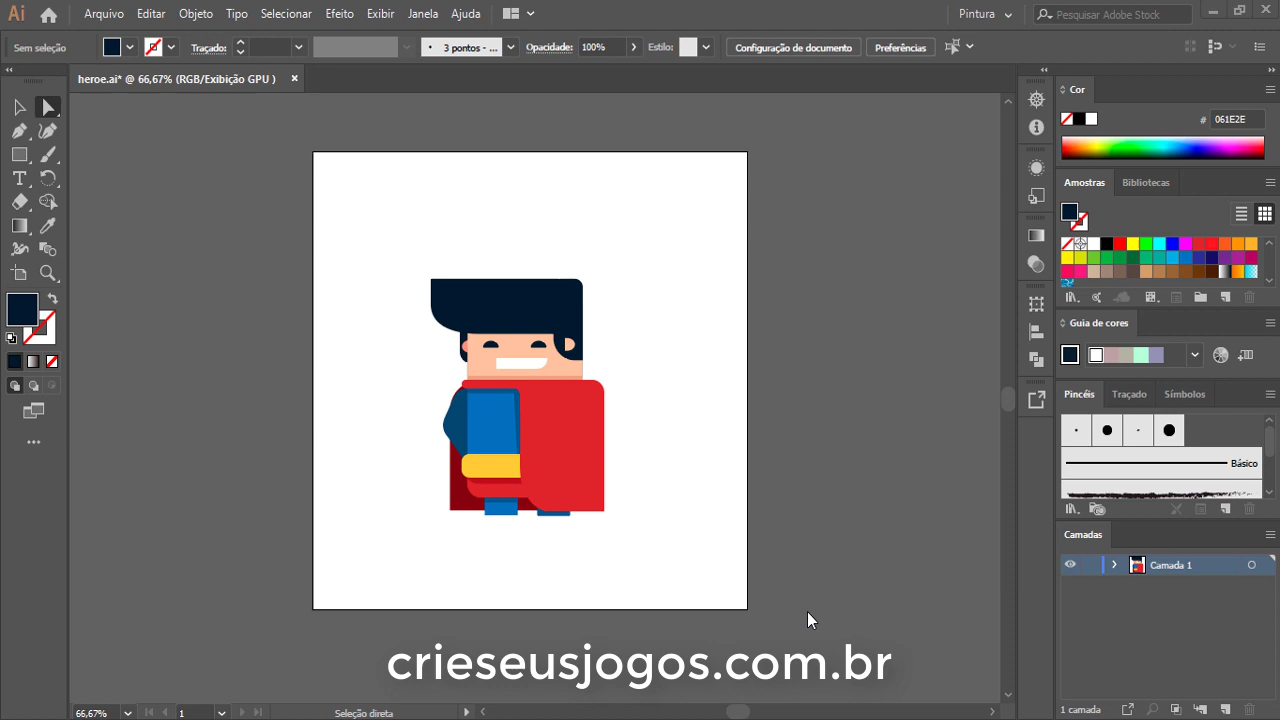 Ai Arquivo Editar Objeto Tipo Selecionar Efeito Exibir Janela Ajuda Pintura Pesquisar Adobe Stock
Sem seleção Traçado: 3 pontos - ... Opacidade: 100% Estilo: Configuração de documento Preferências
heroe.ai* @ 66,67% (RGB/Exibição GPU ) ×
Cor
# 061E2E
Amostras Bibliotecas
Guia de cores
Pincéis Traçado Símbolos
Básico
Camadas
Camada 1
crieseusjogos.com.br
66,67% 1 Seleção direta 1 camada